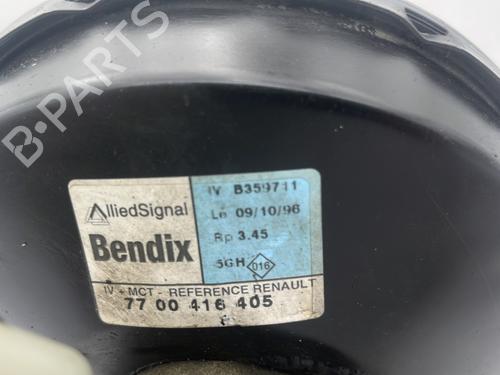 B-PARTS
AlliedSignal
Bendix
IV B359711
Le 09/10/96
Rp 3.45
5GH 016
IV + MCT - REFERENCE RENAULT
77 00 416 405